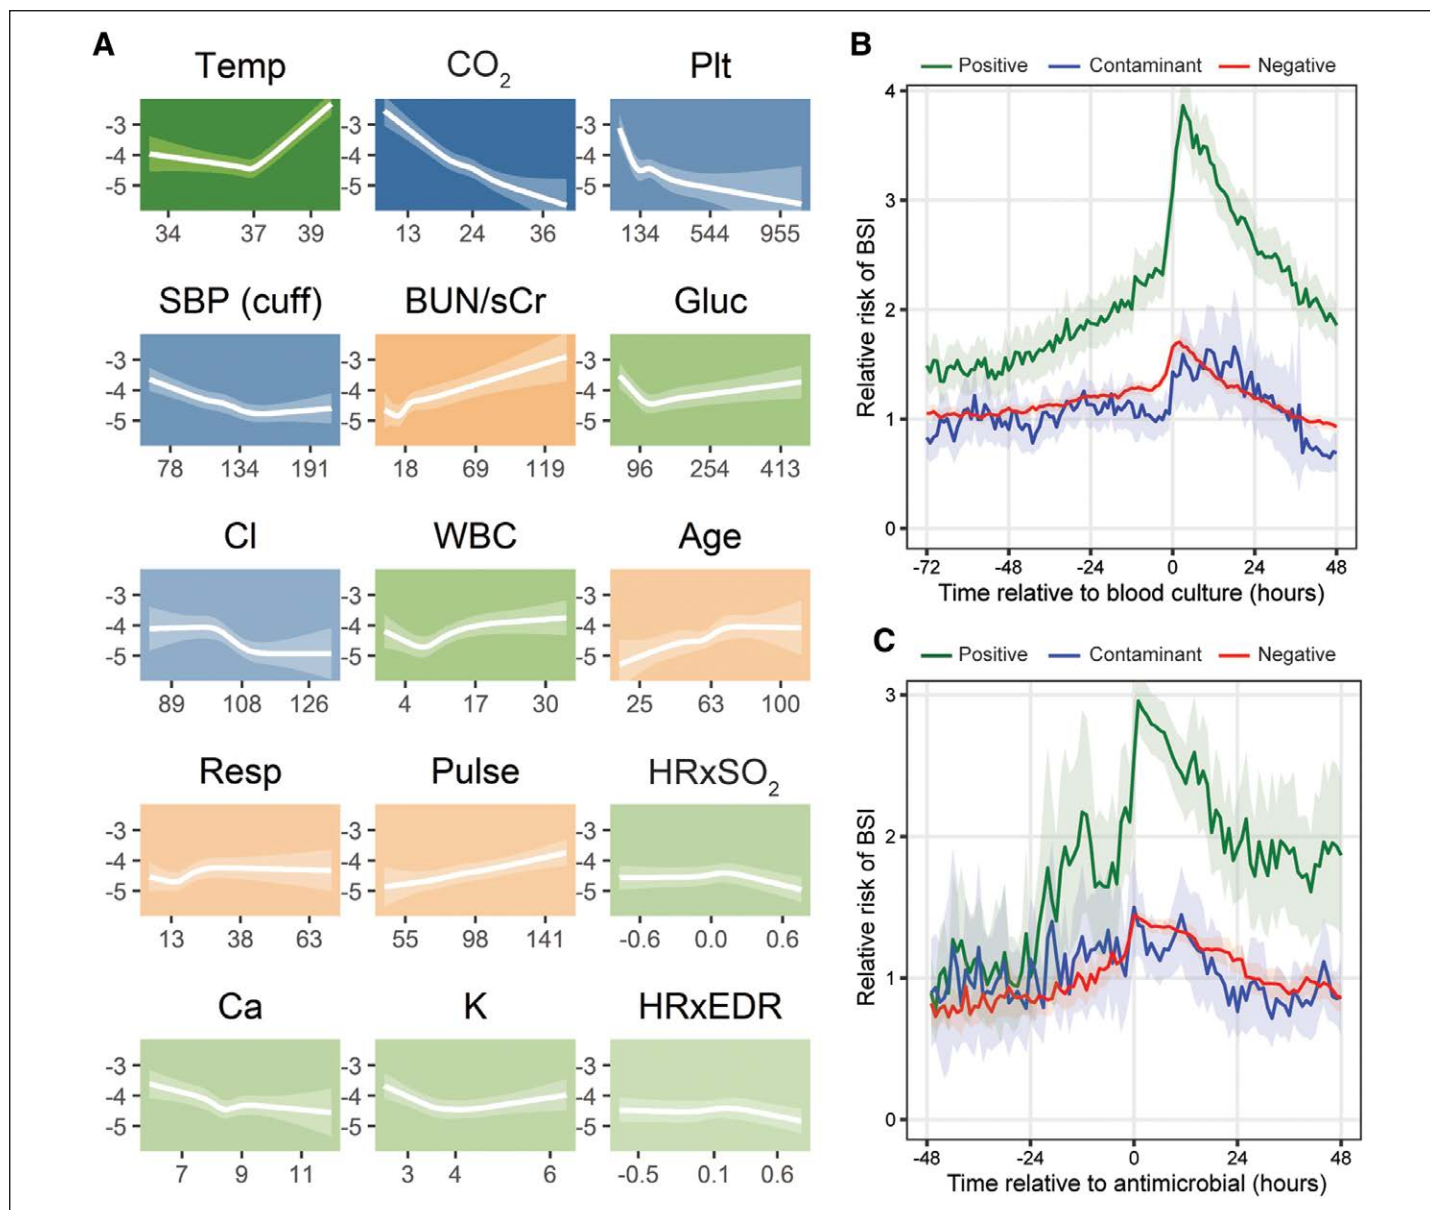 A
Temp
CO2
Plt
-3
-4
-5
34 37 39
-3
-4
-5
13 24 36
-3
-4
-5
134 544 955
SBP (cuff)
BUN/sCr
Gluc
-3
-4
-5
78 134 191
-3
-4
-5
18 69 119
-3
-4
-5
96 254 413
Cl
WBC
Age
-3
-4
-5
89 108 126
-3
-4
-5
4 17 30
-3
-4
-5
25 63 100
Resp
Pulse
HRxSO2
-3
-4
-5
13 38 63
-3
-4
-5
55 98 141
-3
-4
-5
-0.6 0.0 0.6
Ca
K
HRxEDR
-3
-4
-5
7 9 11
-3
-4
-5
3 4 6
-3
-4
-5
-0.5 0.1 0.6
B
Positive Contaminant Negative
Relative risk of BSI
4
3
2
1
0
-72 -48 -24 0 24 48
Time relative to blood culture (hours)
C
Positive Contaminant Negative
Relative risk of BSI
3
2
1
0
-48 -24 0 24 48
Time relative to antimicrobial (hours)